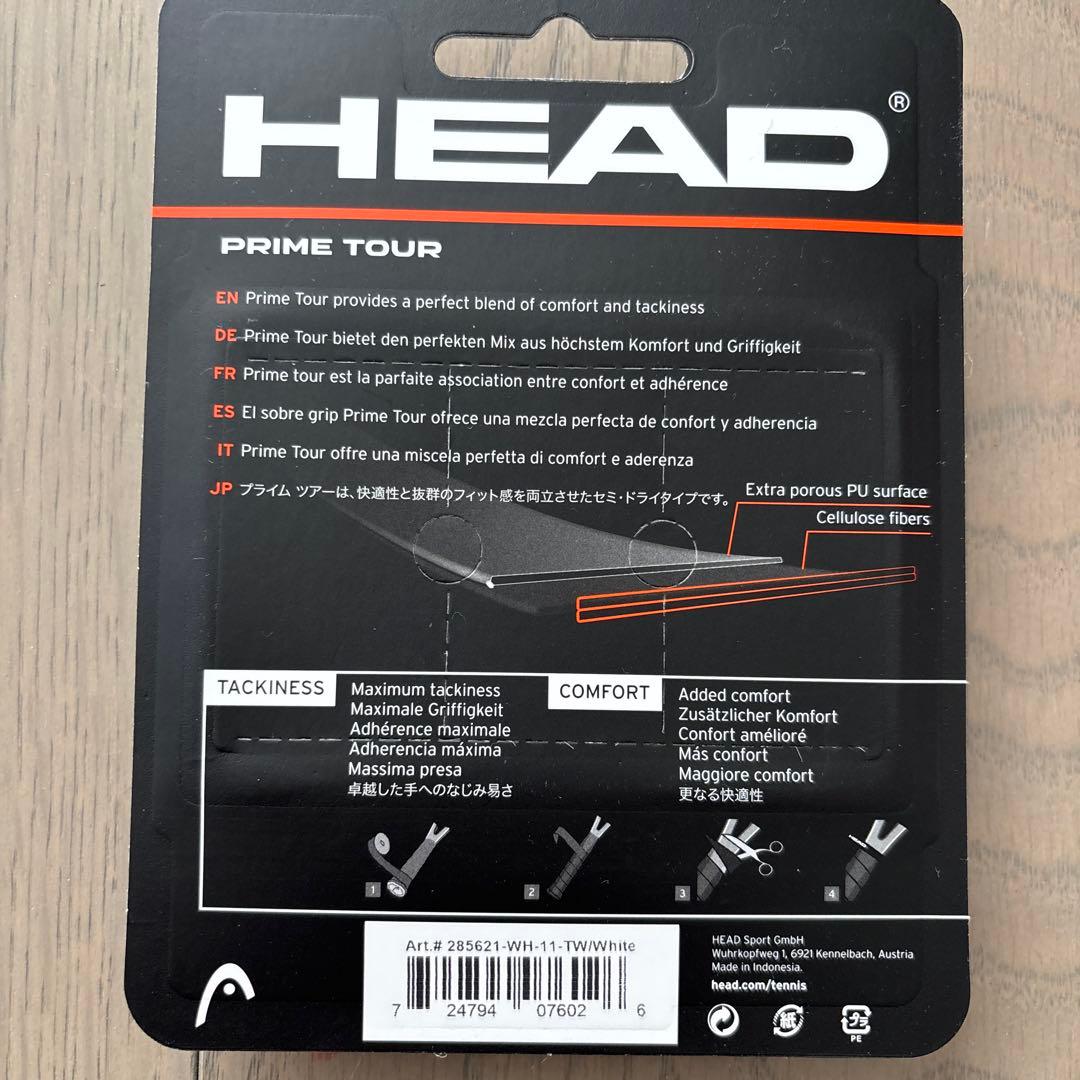 HEAD®
PRIME TOUR
EN Prime Tour provides a perfect blend of comfort and tackiness
DE Prime Tour bietet den perfekten Mix aus höchstem Komfort und Griffigkeit
FR Prime tour est la parfaite association entre confort et adhérence
ES El sobre grip Prime Tour ofrece una mezcla perfecta de confort y adherencia
IT Prime Tour offre una miscela perfetta di comfort e aderenza
JP プライム ツアーは、快適性と抜群のフィット感を両立させたセミ・ドライタイプです。
Extra porous PU surface
Cellulose fibers
TACKINESS
Maximum tackiness
Maximale Griffigkeit
Adhérence maximale
Adherencia máxima
Massima presa
卓越した手へのなじみ易さ
COMFORT
Added comfort
Zusätzlicher Komfort
Confort amélioré
Más confort
Maggiore comfort
更なる快適性
1
2
3
4
Art.# 285621-WH-11-TW/White
7 24794 07602 6
HEAD Sport GmbH
Wuhrkopfweg 1, 6921 Kennelbach, Austria
Made in Indonesia.
head.com/tennis
紙
プラ
PE